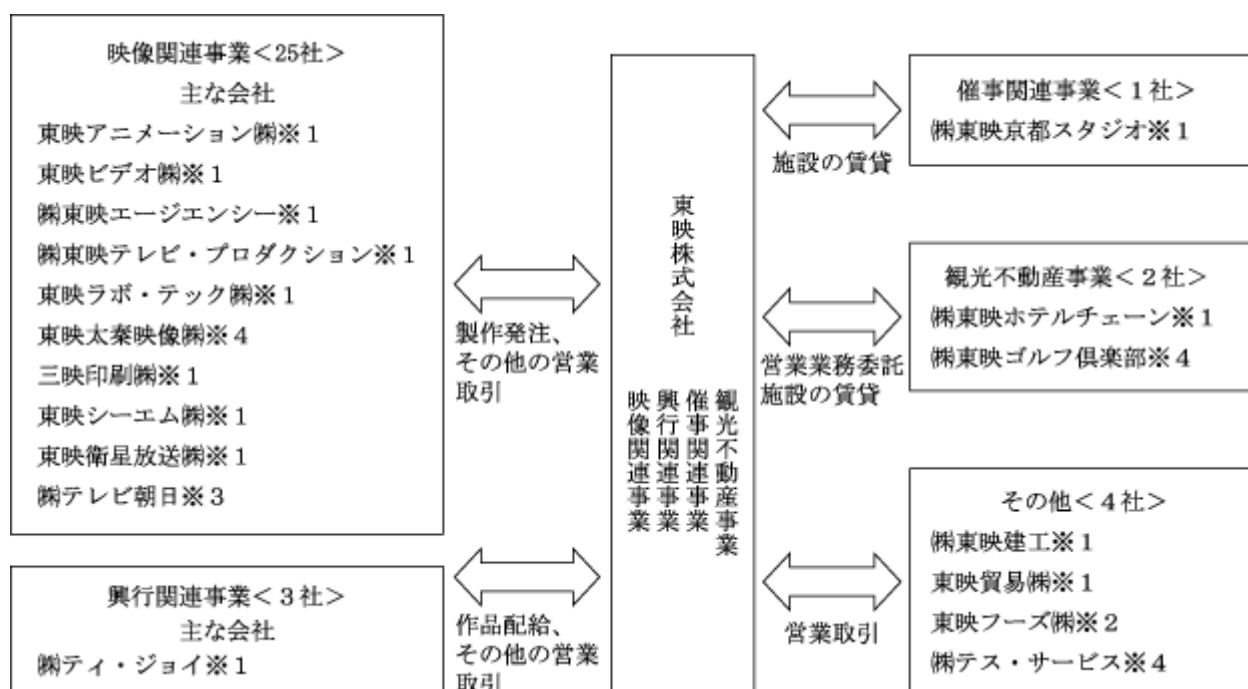 映像関連事業<25社>
主な会社
東映アニメーション㈱※1
東映ビデオ㈱※1
㈱東映エージエンシー※1
㈱東映テレビ・プロダクション※1
東映ラボ・テック㈱※1
東映太秦映像㈱※4
三映印刷㈱※1
東映シーエム㈱※1
東映衛星放送㈱※1
㈱テレビ朝日※3
製作発注、
その他の営業
取引
興行関連事業<3社>
主な会社
㈱ティ・ジョイ※1
作品配給、
その他の営業
取引
東映株式会社
観光不動産事業
催事関連事業
興行関連事業
映像関連事業
施設の賃貸
催事関連事業<1社>
㈱東映京都スタジオ※1
営業業務委託
施設の賃貸
観光不動産事業<2社>
㈱東映ホテルチェーン※1
㈱東映ゴルフ倶楽部※4
営業取引
その他<4社>
㈱東映建工※1
東映貿易㈱※1
東映フーズ㈱※2
㈱テス・サービス※4